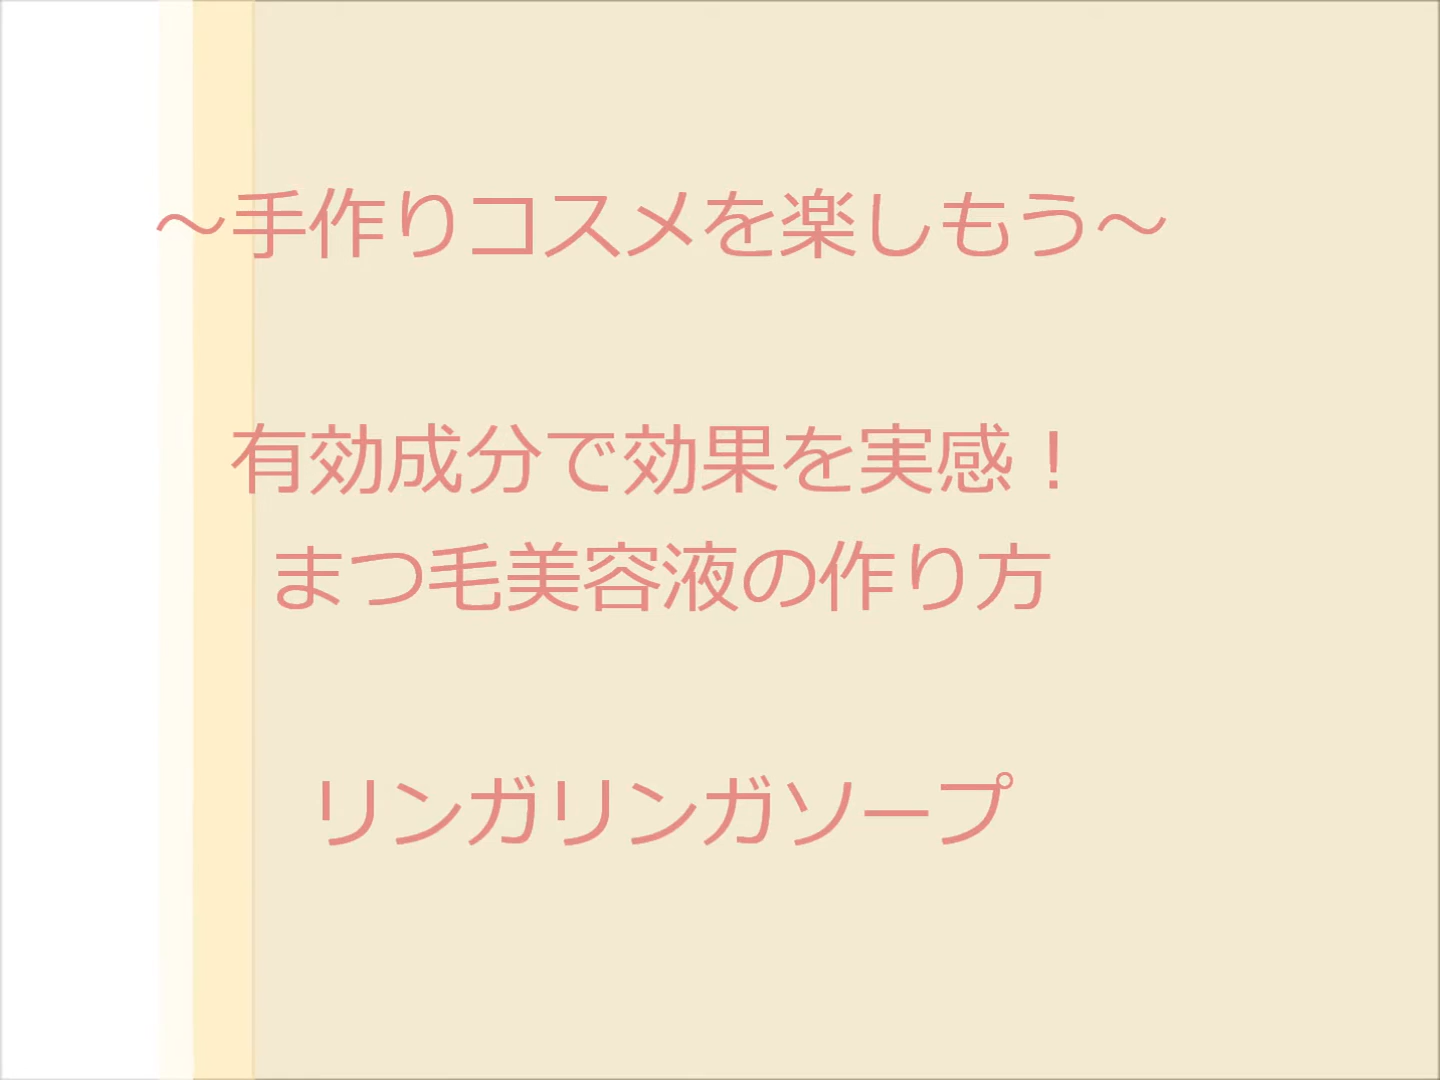 ～手作りコスメを楽しもう～
有効成分で効果を実感！
まつ毛美容液の作り方
リンガリンガソープ